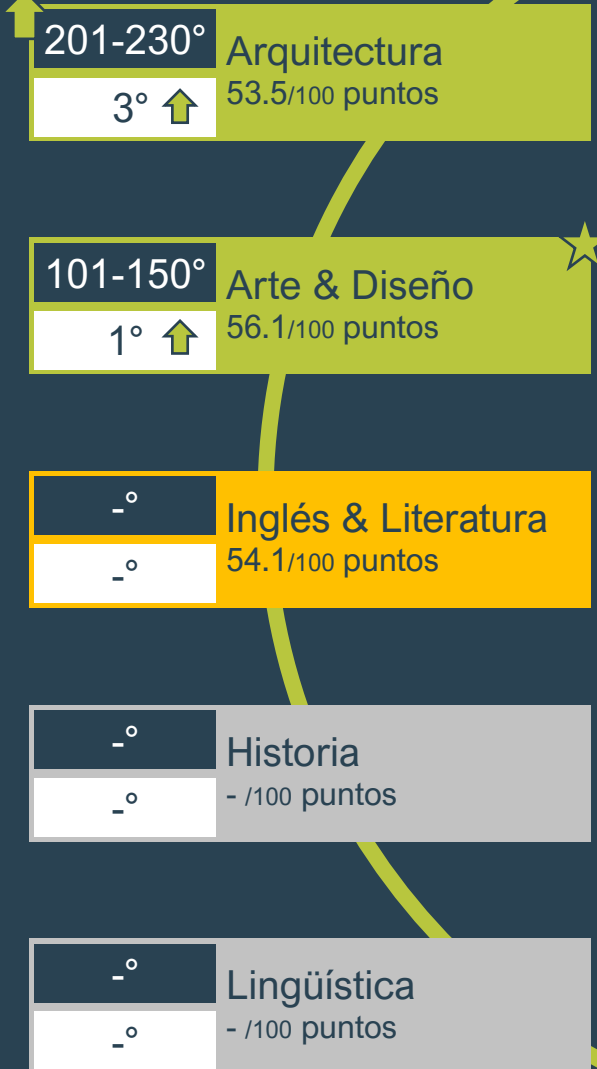 201-230°
Arquitectura
53.5/100 puntos
3°
101-150°
Arte & Diseño
56.1/100 puntos
1°
-°
Inglés & Literatura
54.1/100 puntos
-°
-°
Historia
- /100 puntos
-°
-°
Lingüística
- /100 puntos
-°